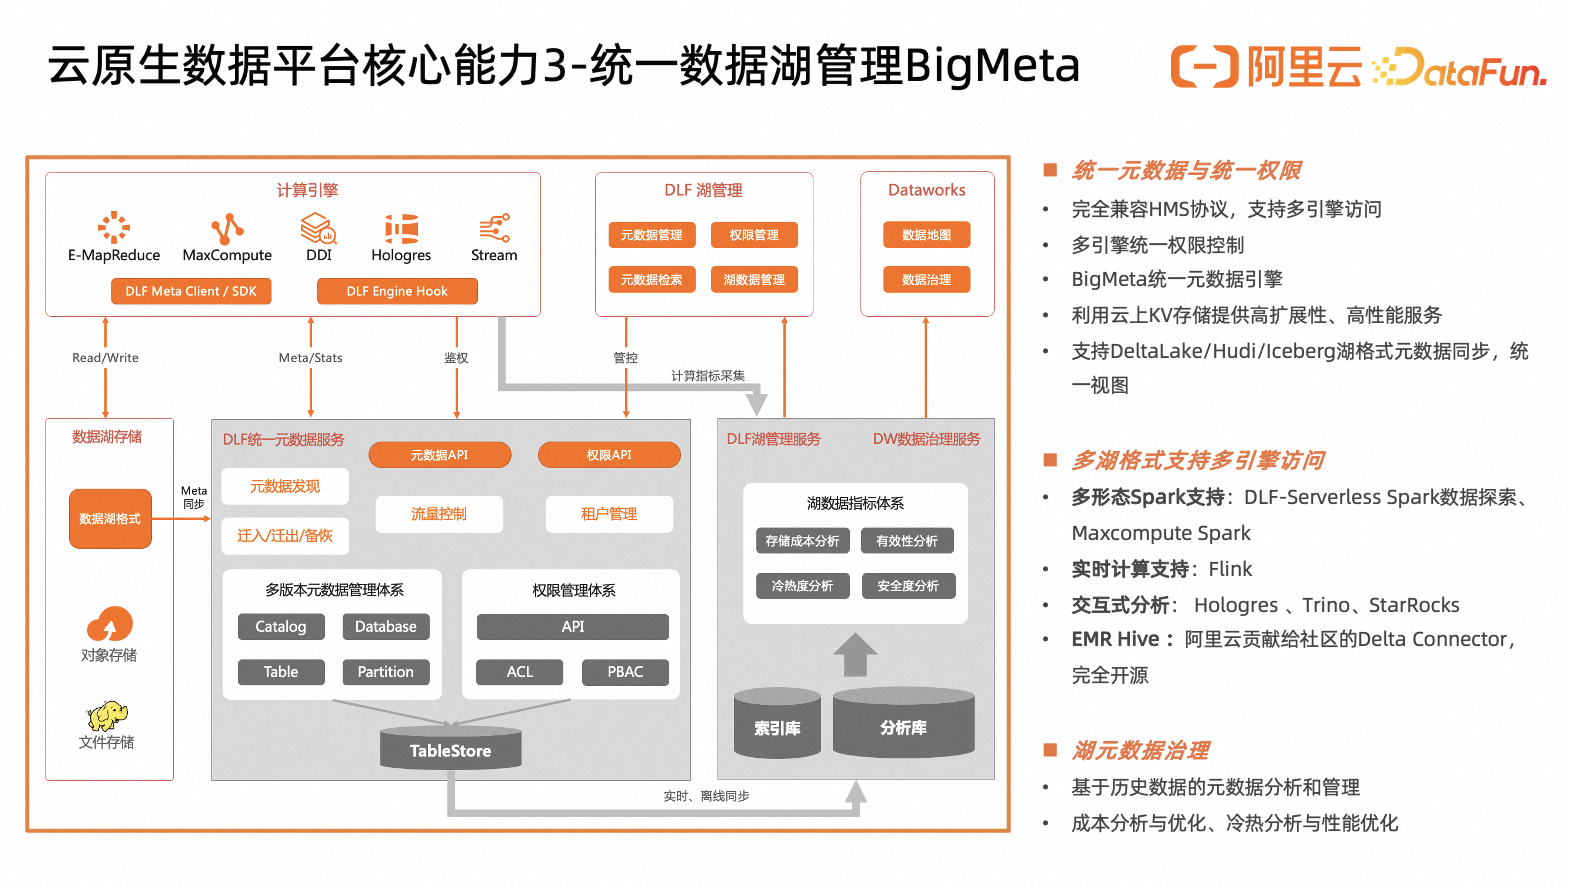 云原生数据平台核心能力3-统一数据湖管理BigMeta
阿里云
DataFun.
计算引擎
E-MapReduce
MaxCompute
DDI
Hologres
Stream
DLF Meta Client / SDK
DLF Engine Hook
DLF 湖管理
元数据管理
权限管理
元数据检索
湖数据管理
Dataworks
数据地图
数据治理
Read/Write
Meta/Stats
鉴权
管控
计算指标采集
数据湖存储
数据湖格式
Meta
同步
对象存储
文件存储
DLF统一元数据服务
元数据API
权限API
元数据发现
流量控制
租户管理
迁入/迁出/备恢
多版本元数据管理体系
Catalog
Database
Table
Partition
权限管理体系
API
ACL
PBAC
TableStore
DLF湖管理服务
DW数据治理服务
湖数据指标体系
存储成本分析
有效性分析
冷热度分析
安全度分析
索引库
分析库
实时、离线同步
统一元数据与统一权限
• 完全兼容HMS协议，支持多引擎访问
• 多引擎统一权限控制
• BigMeta统一元数据引擎
• 利用云上KV存储提供高扩展性、高性能服务
• 支持DeltaLake/Hudi/Iceberg湖格式元数据同步，统
一视图
多湖格式支持多引擎访问
• 多形态Spark支持：DLF-Serverless Spark数据探索、
Maxcompute Spark
• 实时计算支持：Flink
• 交互式分析： Hologres 、Trino、StarRocks
• EMR Hive ：阿里云贡献给社区的Delta Connector，
完全开源
湖元数据治理
• 基于历史数据的元数据分析和管理
• 成本分析与优化、冷热分析与性能优化